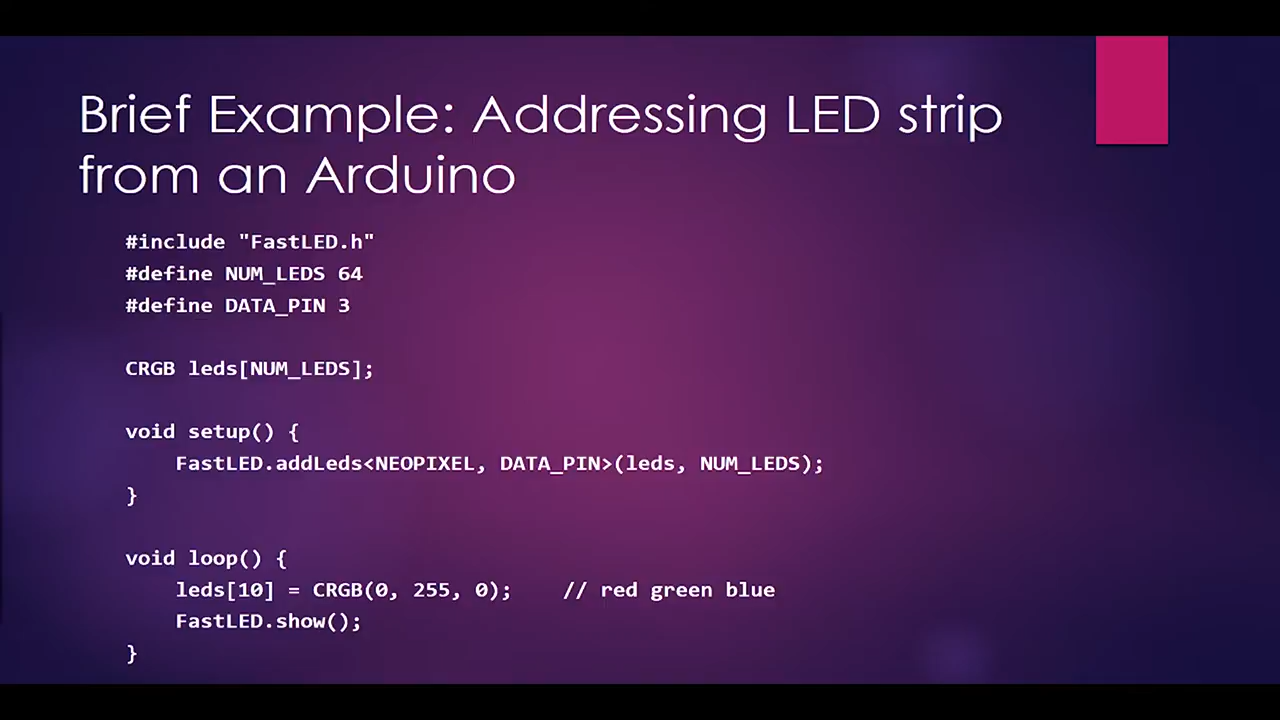 Brief Example: Addressing LED strip
from an Arduino
#include "FastLED.h"
#define NUM_LEDS 64
#define DATA_PIN 3
CRGB leds[NUM_LEDS];
void setup() {
    FastLED.addLeds<NEOPIXEL, DATA_PIN>(leds, NUM_LEDS);
}
void loop() {
    leds[10] = CRGB(0, 255, 0);    // red green blue
    FastLED.show();
}